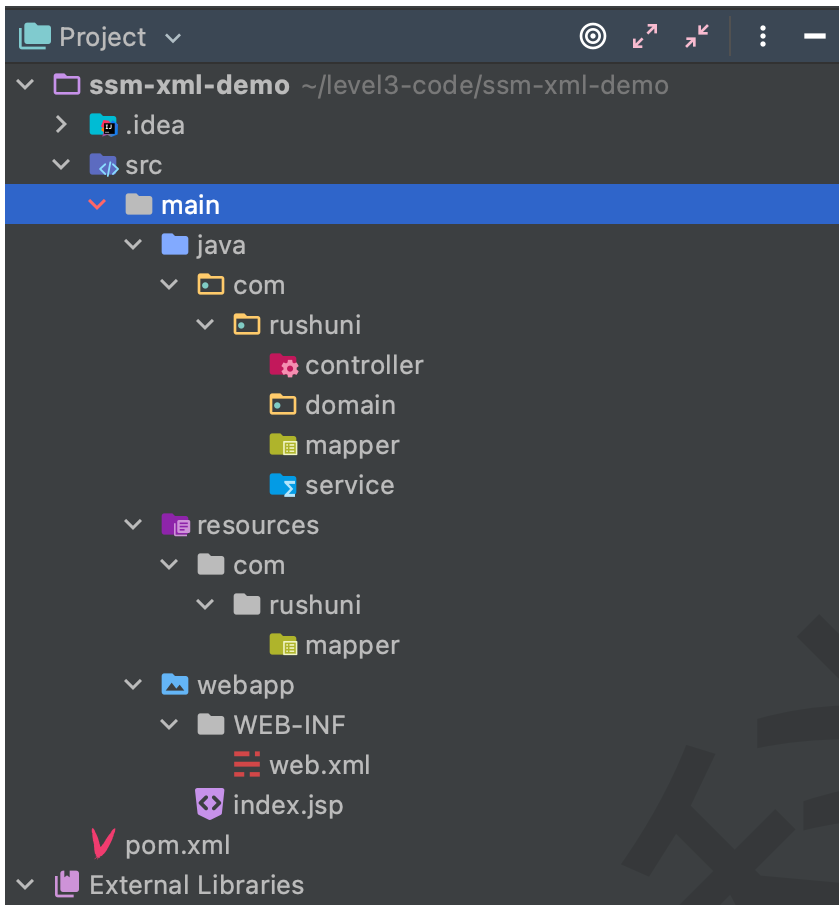 Project
ssm-xml-demo ~/level3-code/ssm-xml-demo
.idea
src
main
java
com
rushuni
controller
domain
mapper
service
resources
com
rushuni
mapper
webapp
WEB-INF
web.xml
index.jsp
pom.xml
External Libraries